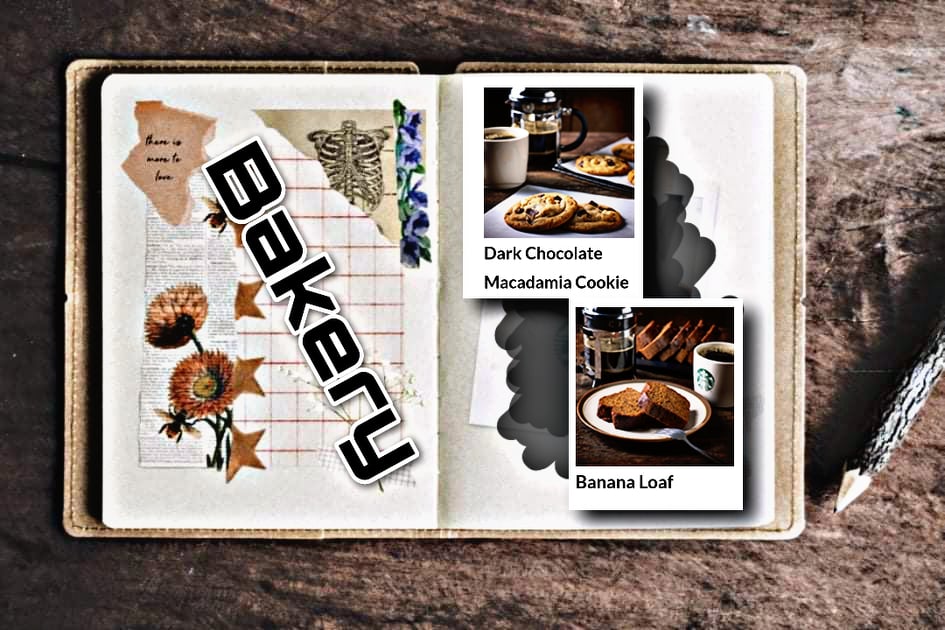 there is
more to
love
Bakery
Dark Chocolate
Macadamia Cookie
Banana Loaf